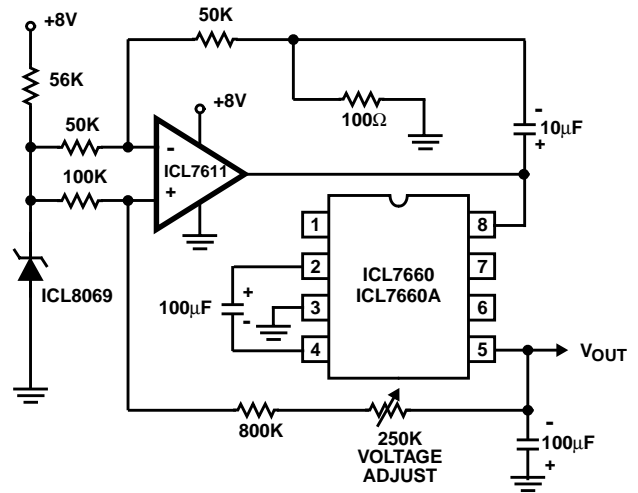 +8V
50K
56K
+8V
100Ω
-
10µF
+
50K
-
ICL7611
100K
+
1
8
2
ICL7660
7
ICL7660A
+
100µF
3
6
-
ICL8069
4
5
VOUT
800K
250K
VOLTAGE
ADJUST
-
100µF
+